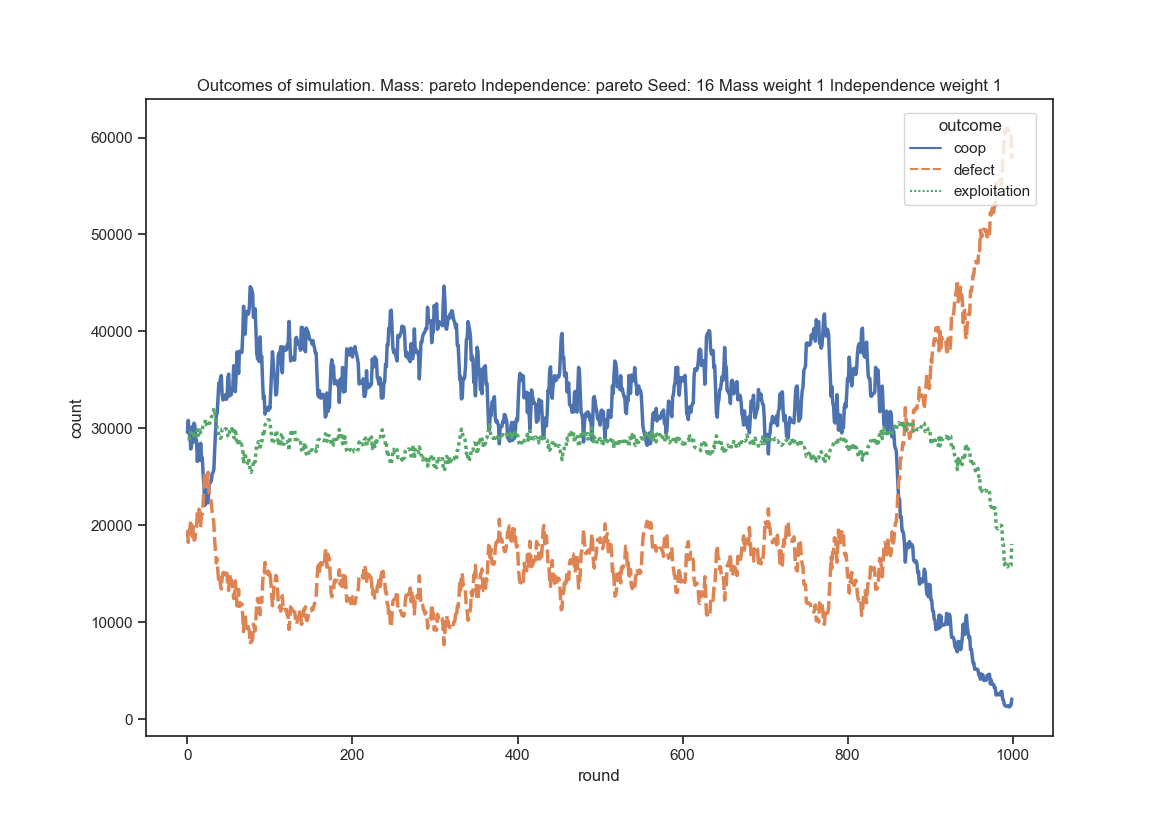 Outcomes of simulation. Mass: pareto Independence: pareto Seed: 16 Mass weight 1 Independence weight 1
outcome
coop
defect
exploitation
60000
50000
40000
30000
20000
10000
0
count
0 200 400 600 800 1000
round